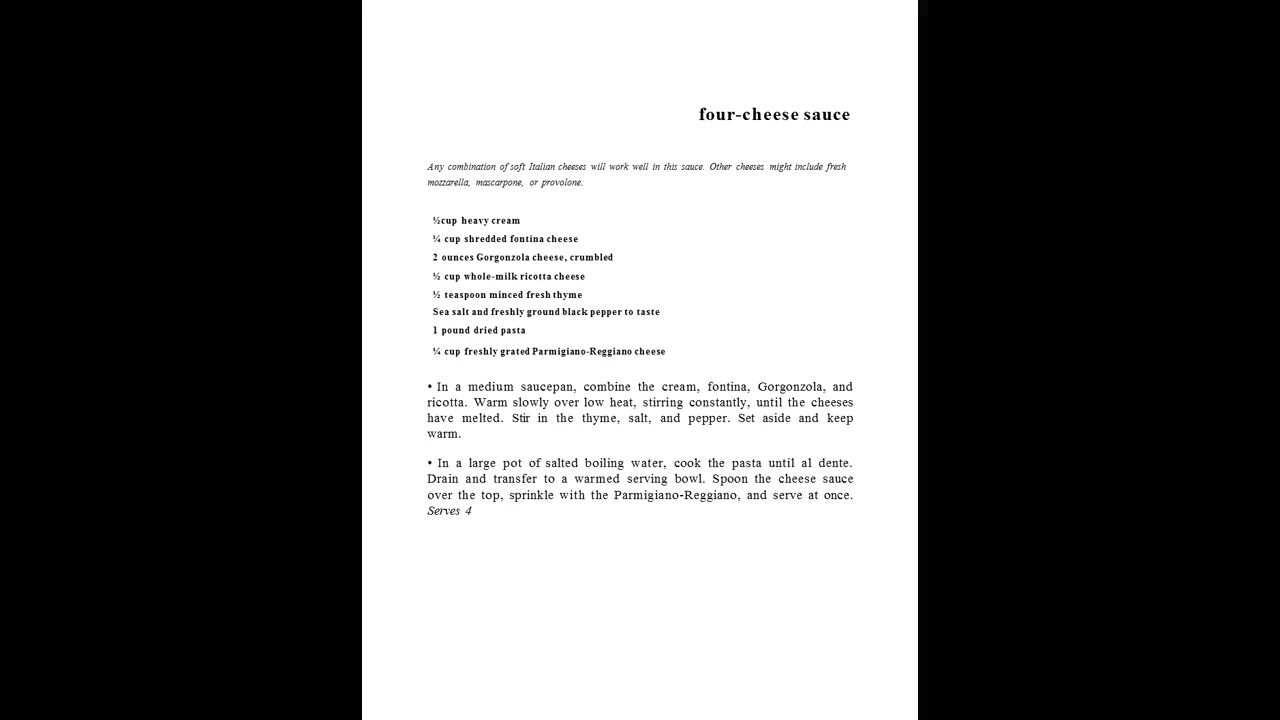 four-cheese sauce
Any combination of soft Italian cheeses will work well in this sauce. Other cheeses might include fresh
mozzarella, mascarpone, or provolone.
½cup heavy cream
¼ cup shredded fontina cheese
2 ounces Gorgonzola cheese, crumbled
½ cup whole-milk ricotta cheese
½ teaspoon minced fresh thyme
Sea salt and freshly ground black pepper to taste
1 pound dried pasta
¼ cup freshly grated Parmigiano-Reggiano cheese
• In a medium saucepan, combine the cream, fontina, Gorgonzola, and
ricotta. Warm slowly over low heat, stirring constantly, until the cheeses
have melted. Stir in the thyme, salt, and pepper. Set aside and keep
warm.
• In a large pot of salted boiling water, cook the pasta until al dente.
Drain and transfer to a warmed serving bowl. Spoon the cheese sauce
over the top, sprinkle with the Parmigiano-Reggiano, and serve at once.
Serves 4